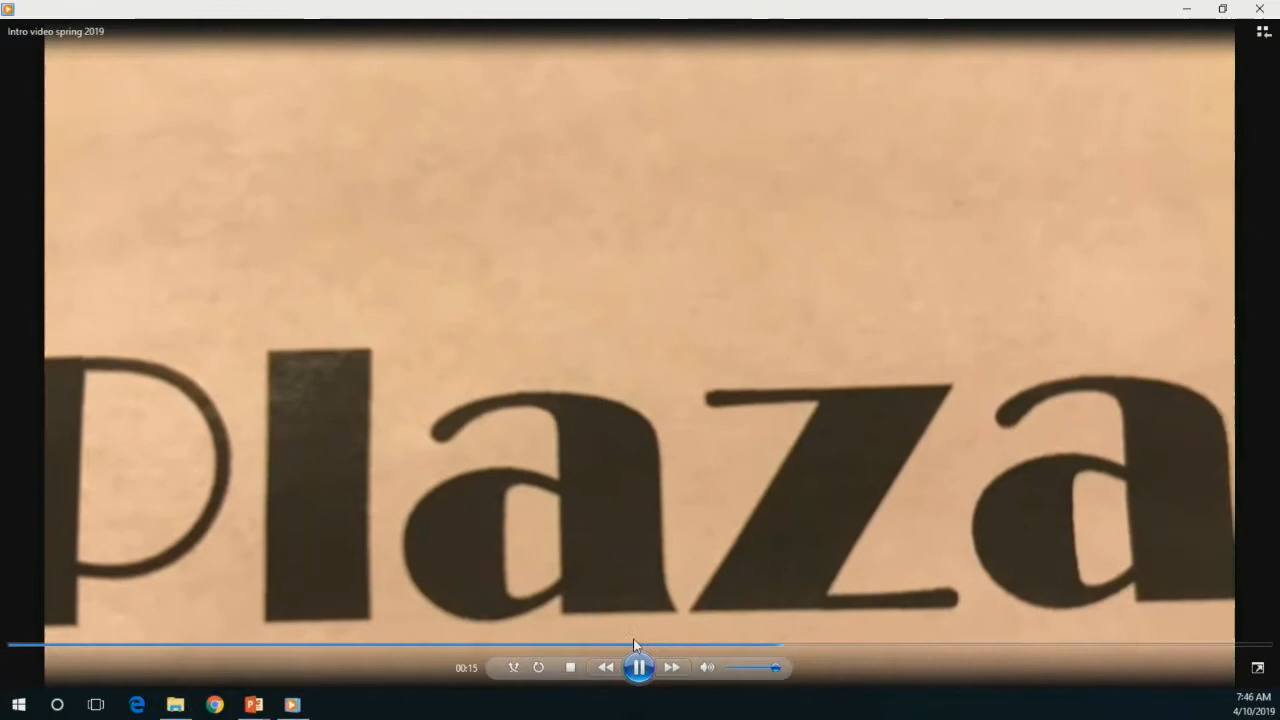 Intro video spring 2019
Plaza
00:15
7:46 AM
4/10/2019